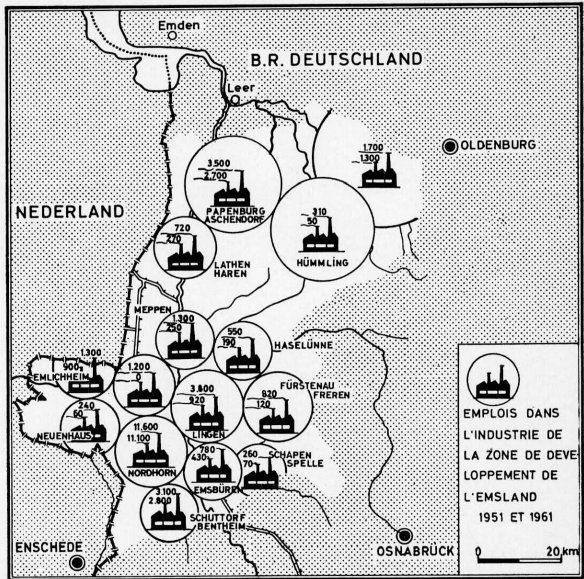 Emden
B.R. DEUTSCHLAND
Leer
OLDENBURG
1.700
1.300
3.500
2.700
PAPENBURG
ASCHENDORF
NEDERLAND
310
50
HÜMMLING
720
270
LATHEN
HAREN
MEPPEN
1.300
250
550
190
HASELÜNNE
1.300
900
EMLICHHEIM
1.200
0
3.800
920
LINGEN
FÜRSTENAU
FREREN
820
120
240
60
NEUENHAUS
11.600
11.100
NORDHORN
780
430
EMSBÜREN
260
70
SCHAPEN
SPELLE
3.100
2.800
SCHÜTTORF
BENTHEIM
ENSCHEDE
OSNABRÜCK
EMPLOIS DANS
L'INDUSTRIE DE
LA ZONE DE DEVE-
LOPPEMENT DE
L'EMSLAND
1951 ET 1961
0 20 km